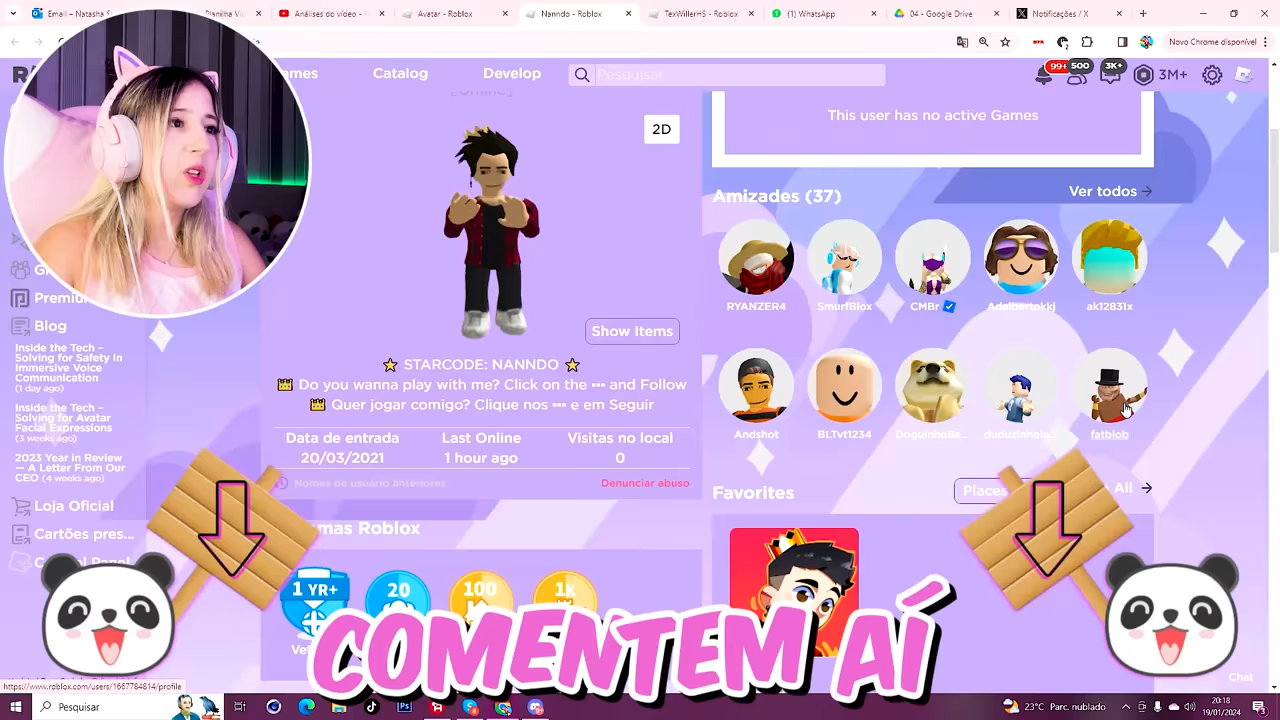 Email – Natasha S
Planilha V
Análises do vídeo - Y
Avatar - Roblox
Nanndo - Roblox
TexWillerHS - Roblox
WhatsApp
Google Drive
Notificações / X
Novo Chrome disponível
Catalog
Develop
Pesquisar
99+
500
3K+
3M+
2D
This user has no active Games
Amizades (37)
Ver todos
RYANZER4
SmurfBlox
CMBr
Adalbertokkj
ak12831x
Show Items
STARCODE: NANNDO
Do you wanna play with me? Click on the ••• and Follow
Quer jogar comigo? Clique nos ••• e em Seguir
Andshot
BLTvt1234
DoguinhoBe...
fatblob
Data de entrada
Last Online
Visitas no local
20/03/2021
1 hour ago
0
Nomes de usuário anteriores
Denunciar abuso
Premium
Blog
Inside the Tech –
Solving for Safety in
Immersive Voice
Communication
(1 day ago)
Inside the Tech –
Solving for Avatar
Facial Expressions
(3 weeks ago)
2023 Year in Review
— A Letter From Our
CEO (4 weeks ago)
Loja Oficial
Cartões pres...
Favorites
Places
All
Roblox
1 YR+
20
100
1K
COMENTEM AÍ
Chat
https://www.roblox.com/users/1667784814/profile
Pesquisar
23°C Parc. nublado
20:18
19/01/2024